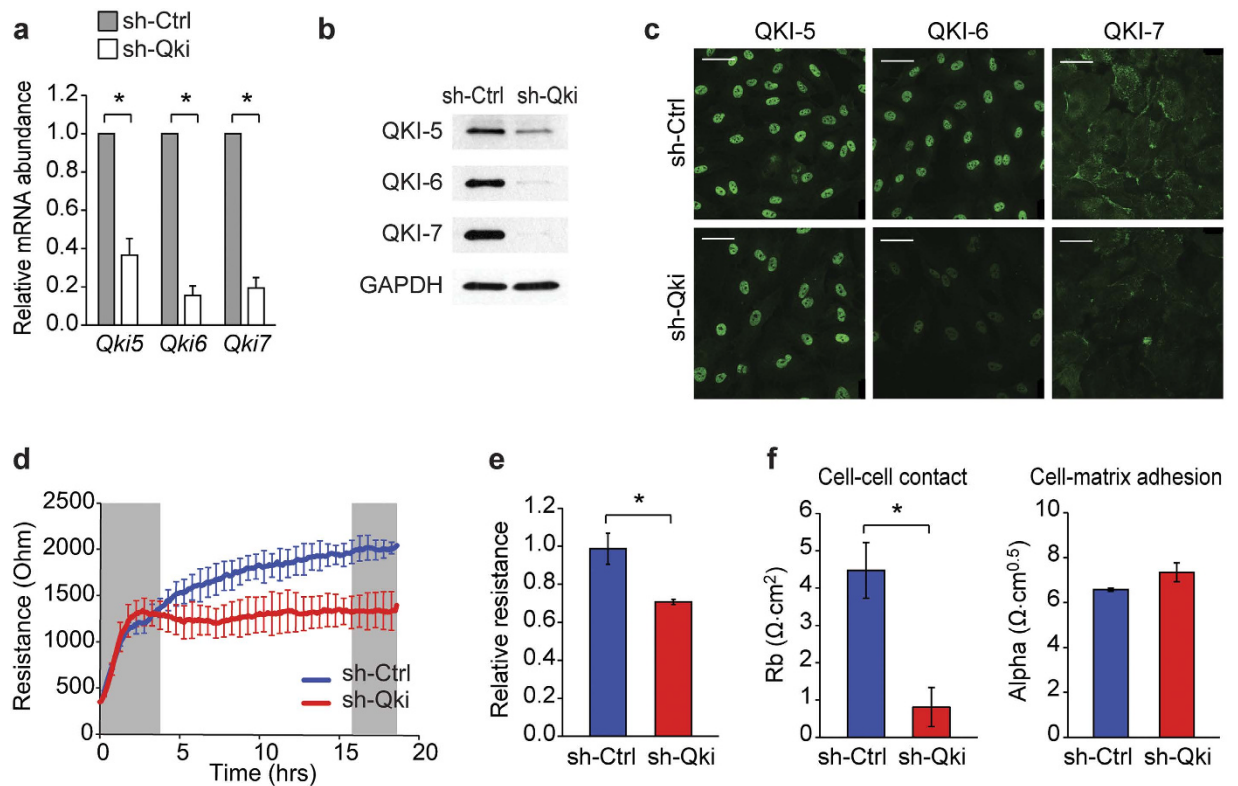 a
sh-Ctrl
sh-Qki
Relative mRNA abundance
1.2
1.0
0.8
0.6
0.4
0.2
0.0
* * *
Qki5 Qki6 Qki7
b
sh-Ctrl sh-Qki
QKI-5
QKI-6
QKI-7
GAPDH
c
QKI-5 QKI-6 QKI-7
sh-Ctrl
sh-Qki
d
Resistance (Ohm)
2500
2000
1500
1000
500
0
sh-Ctrl
sh-Qki
0 5 10 15 20
Time (hrs)
e
Relative resistance
1.2
1.0
0.8
0.6
0.4
0.2
0.0
*
sh-Ctrl sh-Qki
f
Cell-cell contact
Rb (Ω·cm²)
6
5
4
3
2
1
0
*
sh-Ctrl sh-Qki
Cell-matrix adhesion
Alpha (Ω·cm⁰·⁵)
10
8
6
4
2
0
sh-Ctrl sh-Qki